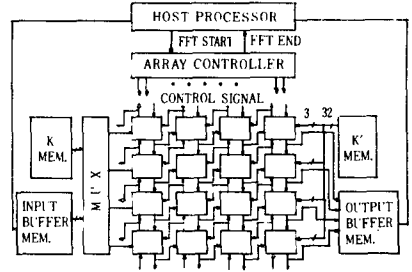 HOST PROCESSOR
FFT START
FFT END
ARRAY CONTROLLER
CONTROL SIGNAL
3 32
K
MEM.
MUX
K'
MEM.
INPUT
BUFFER
MEM.
OUTPUT
BUFFER
MEM.